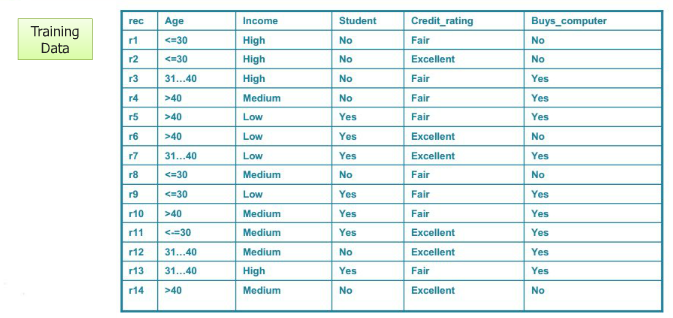 Training
Data
rec Age Income Student Credit_rating Buys_computer
r1 <=30 High No Fair No
r2 <=30 High No Excellent No
r3 31...40 High No Fair Yes
r4 >40 Medium No Fair Yes
r5 >40 Low Yes Fair Yes
r6 >40 Low Yes Excellent No
r7 31...40 Low Yes Excellent Yes
r8 <=30 Medium No Fair No
r9 <=30 Low Yes Fair Yes
r10 >40 Medium Yes Fair Yes
r11 <-=30 Medium Yes Excellent Yes
r12 31...40 Medium No Excellent Yes
r13 31...40 High Yes Fair Yes
r14 >40 Medium No Excellent No